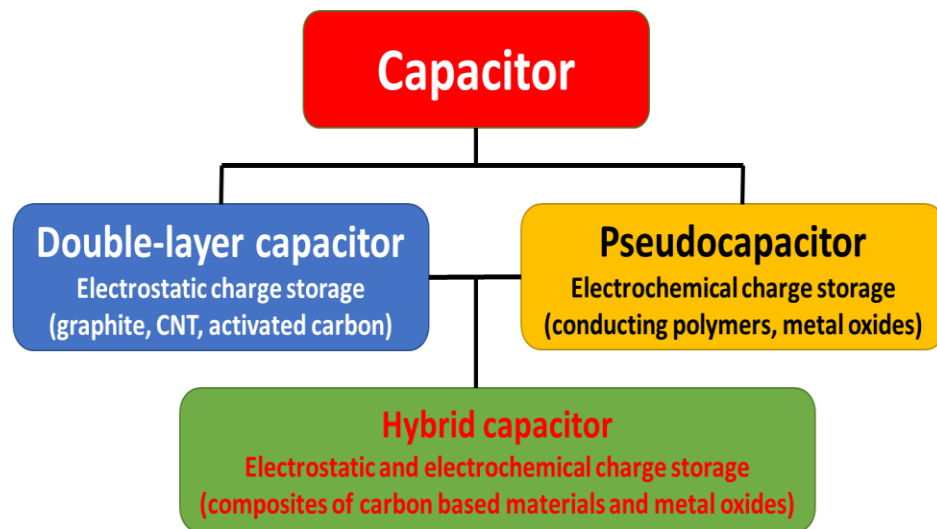 Capacitor
Double-layer capacitor
Electrostatic charge storage
(graphite, CNT, activated carbon)
Pseudocapacitor
Electrochemical charge storage
(conducting polymers, metal oxides)
Hybrid capacitor
Electrostatic and electrochemical charge storage
(composites of carbon based materials and metal oxides)